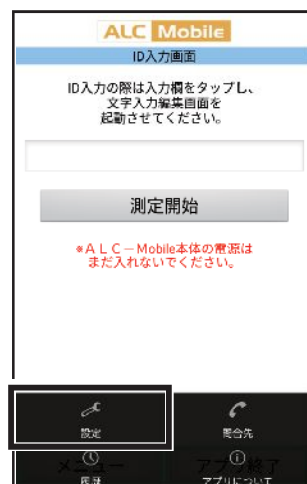 ALC Mobile
ID入力画面
ID入力の際は入力欄をタップし、
文字入力編集画面を
起動させてください。
測定開始
※ALC-Mobile本体の電源は
まだ入れないでください。
設定
問合先
メニュー
アプリ終了
履歴
アプリについて